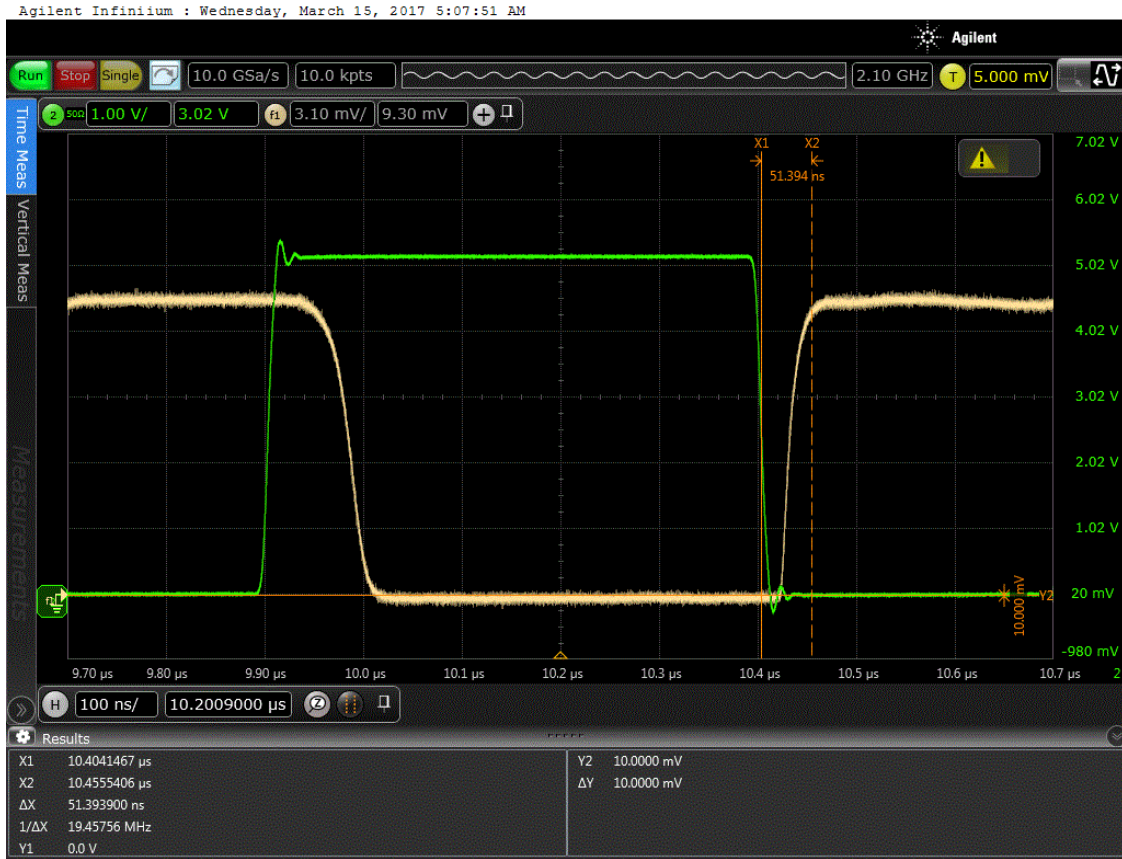 Agilent Infiniium : Wednesday, March 15, 2017 5:07:51 AM
Agilent
Run Stop Single 10.0 GSa/s 10.0 kpts 2.10 GHz T 5.000 mV
Time Meas
Vertical Meas
Measurements
2 50Ω 1.00 V/ 3.02 V f1 3.10 mV/ 9.30 mV +
X1 X2
51.394 ns
7.02 V
6.02 V
5.02 V
4.02 V
3.02 V
2.02 V
1.02 V
20 mV
-980 mV
10.000 mV
Y2
9.70 µs 9.80 µs 9.90 µs 10.0 µs 10.1 µs 10.2 µs 10.3 µs 10.4 µs 10.5 µs 10.6 µs 10.7 µs 2
H 100 ns/ 10.2009000 µs Z
Results
X1 10.4041467 µs
X2 10.4555406 µs
ΔX 51.393900 ns
1/ΔX 19.45756 MHz
Y1 0.0 V
Y2 10.0000 mV
ΔY 10.0000 mV